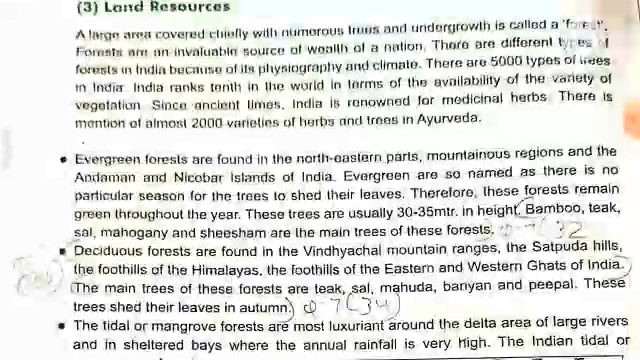 (3) Land Resources
A large area covered chiefly with numerous trees and undergrowth is called a 'forest'.
Forests are an invaluable source of wealth of a nation. There are different types of
forests in India because of its physiography and climate. There are 5000 types of trees
in India. India ranks tenth in the world in terms of the availability of the variety of
vegetation. Since ancient times, India is renowned for medicinal herbs. There is
mention of almost 2000 varieties of herbs and trees in Ayurveda.
• Evergreen forests are found in the north-eastern parts, mountainous regions and the
Andaman and Nicobar Islands of India. Evergreen are so named as there is no
particular season for the trees to shed their leaves. Therefore, these forests remain
green throughout the year. These trees are usually 30-35mtr. in height. Bamboo, teak,
sal, mahogany and sheesham are the main trees of these forests. 32
• Deciduous forests are found in the Vindhyachal mountain ranges, the Satpuda hills,
the foothills of the Himalayas, the foothills of the Eastern and Western Ghats of India.)
(The main trees of these forests are teak, sal, mahuda, banyan and peepal. These
trees shed their leaves in autumn.) Q-7 (34)
• The tidal or mangrove forests are most luxuriant around the delta area of large rivers
and in sheltered bays where the annual rainfall is very high. The Indian tidal or